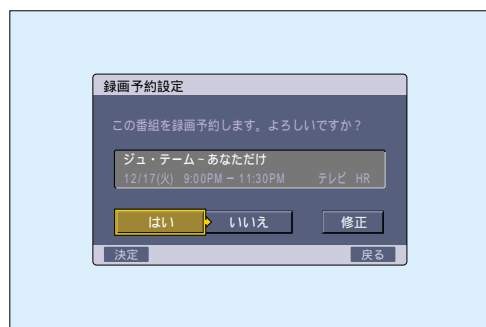 録画予約設定
この番組を録画予約します。よろしいですか？
ジュ・テーム~あなただけ
12/17(火) 9:00PM － 11:30PM テレビ HR
はい いいえ 修正
決定 戻る